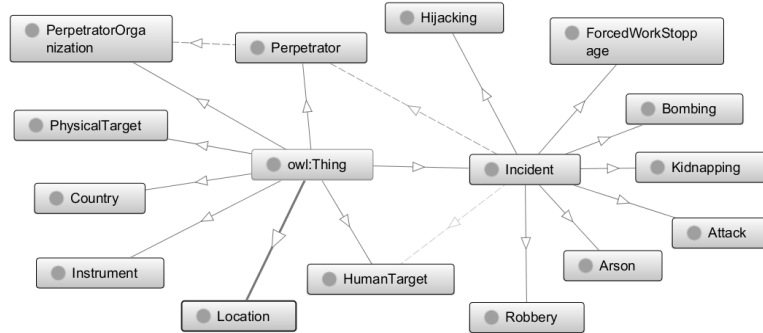 Hijacking
PerpetratorOrga
nization
Perpetrator
ForcedWorkStopp
age
Bombing
PhysicalTarget
owl:Thing
Incident
Kidnapping
Country
Attack
Instrument
HumanTarget
Arson
Location
Robbery